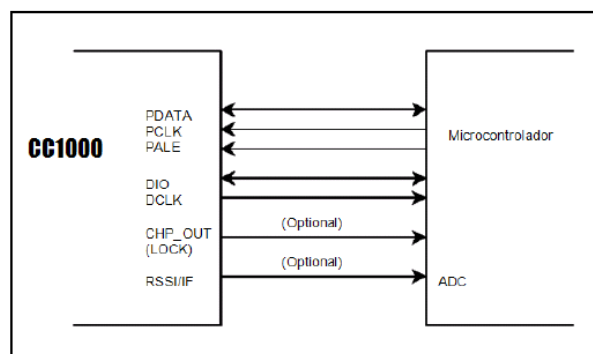 PDATA
PCLK
PALE
CC1000
Microcontrolador
DIO
DCLK
CHP_OUT
(LOCK)
(Optional)
RSSI/IF
(Optional)
ADC